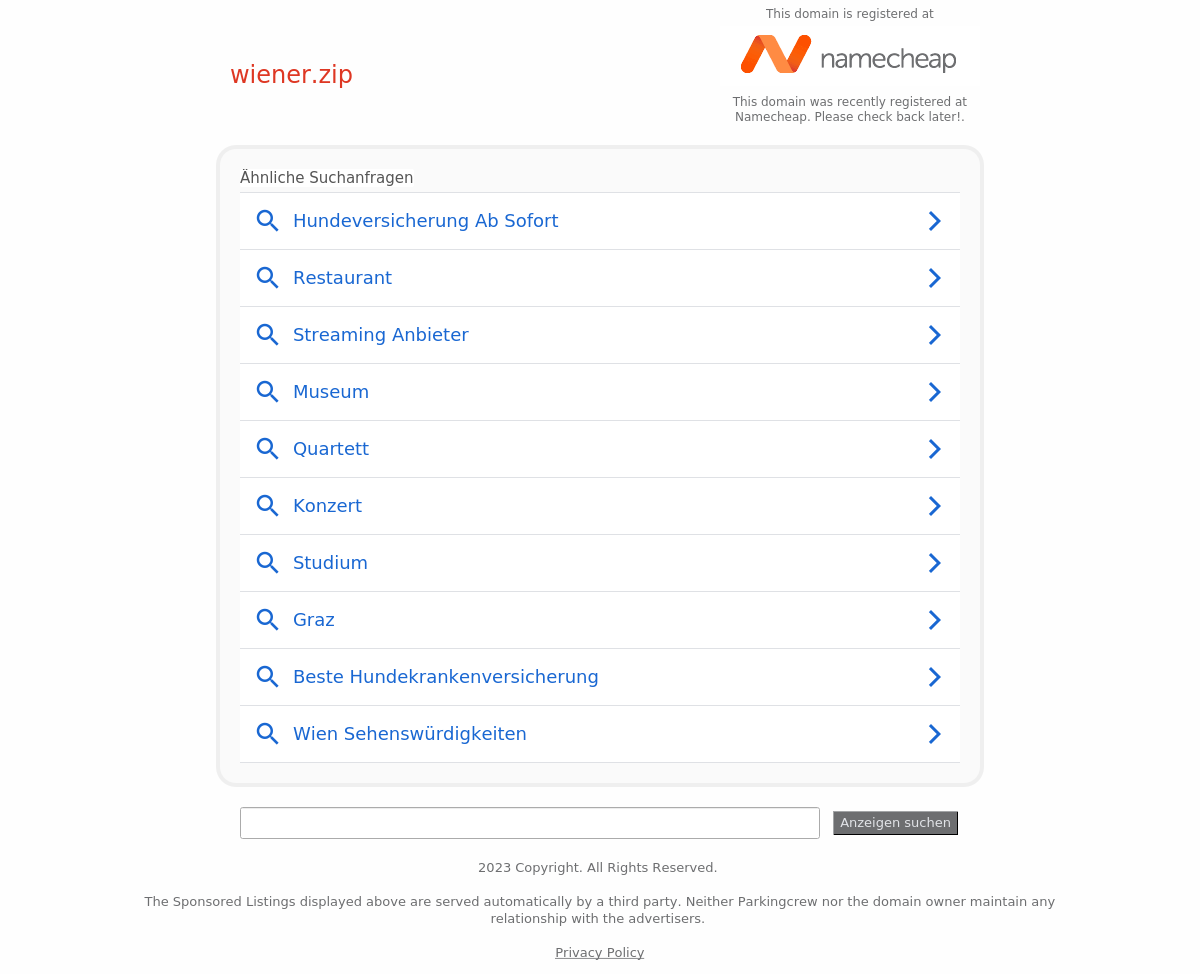 This domain is registered at
namecheap
wiener.zip
This domain was recently registered at
Namecheap. Please check back later!.
Ähnliche Suchanfragen
Hundeversicherung Ab Sofort
Restaurant
Streaming Anbieter
Museum
Quartett
Konzert
Studium
Graz
Beste Hundekrankenversicherung
Wien Sehenswürdigkeiten
Anzeigen suchen
2023 Copyright. All Rights Reserved.
The Sponsored Listings displayed above are served automatically by a third party. Neither Parkingcrew nor the domain owner maintain any
relationship with the advertisers.
Privacy Policy